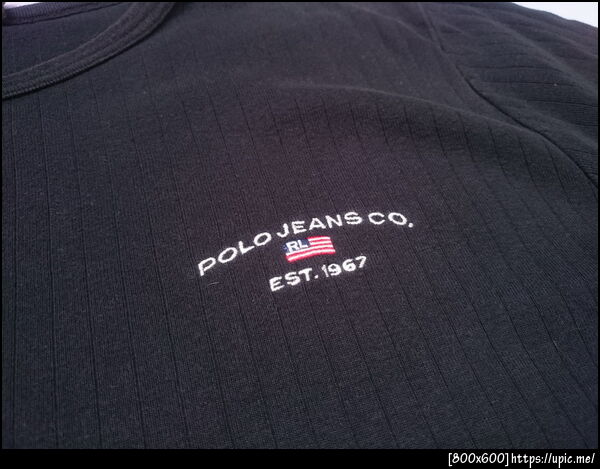 POLO JEANS CO.
RL
EST. 1967
[800x600] https://upic.me/